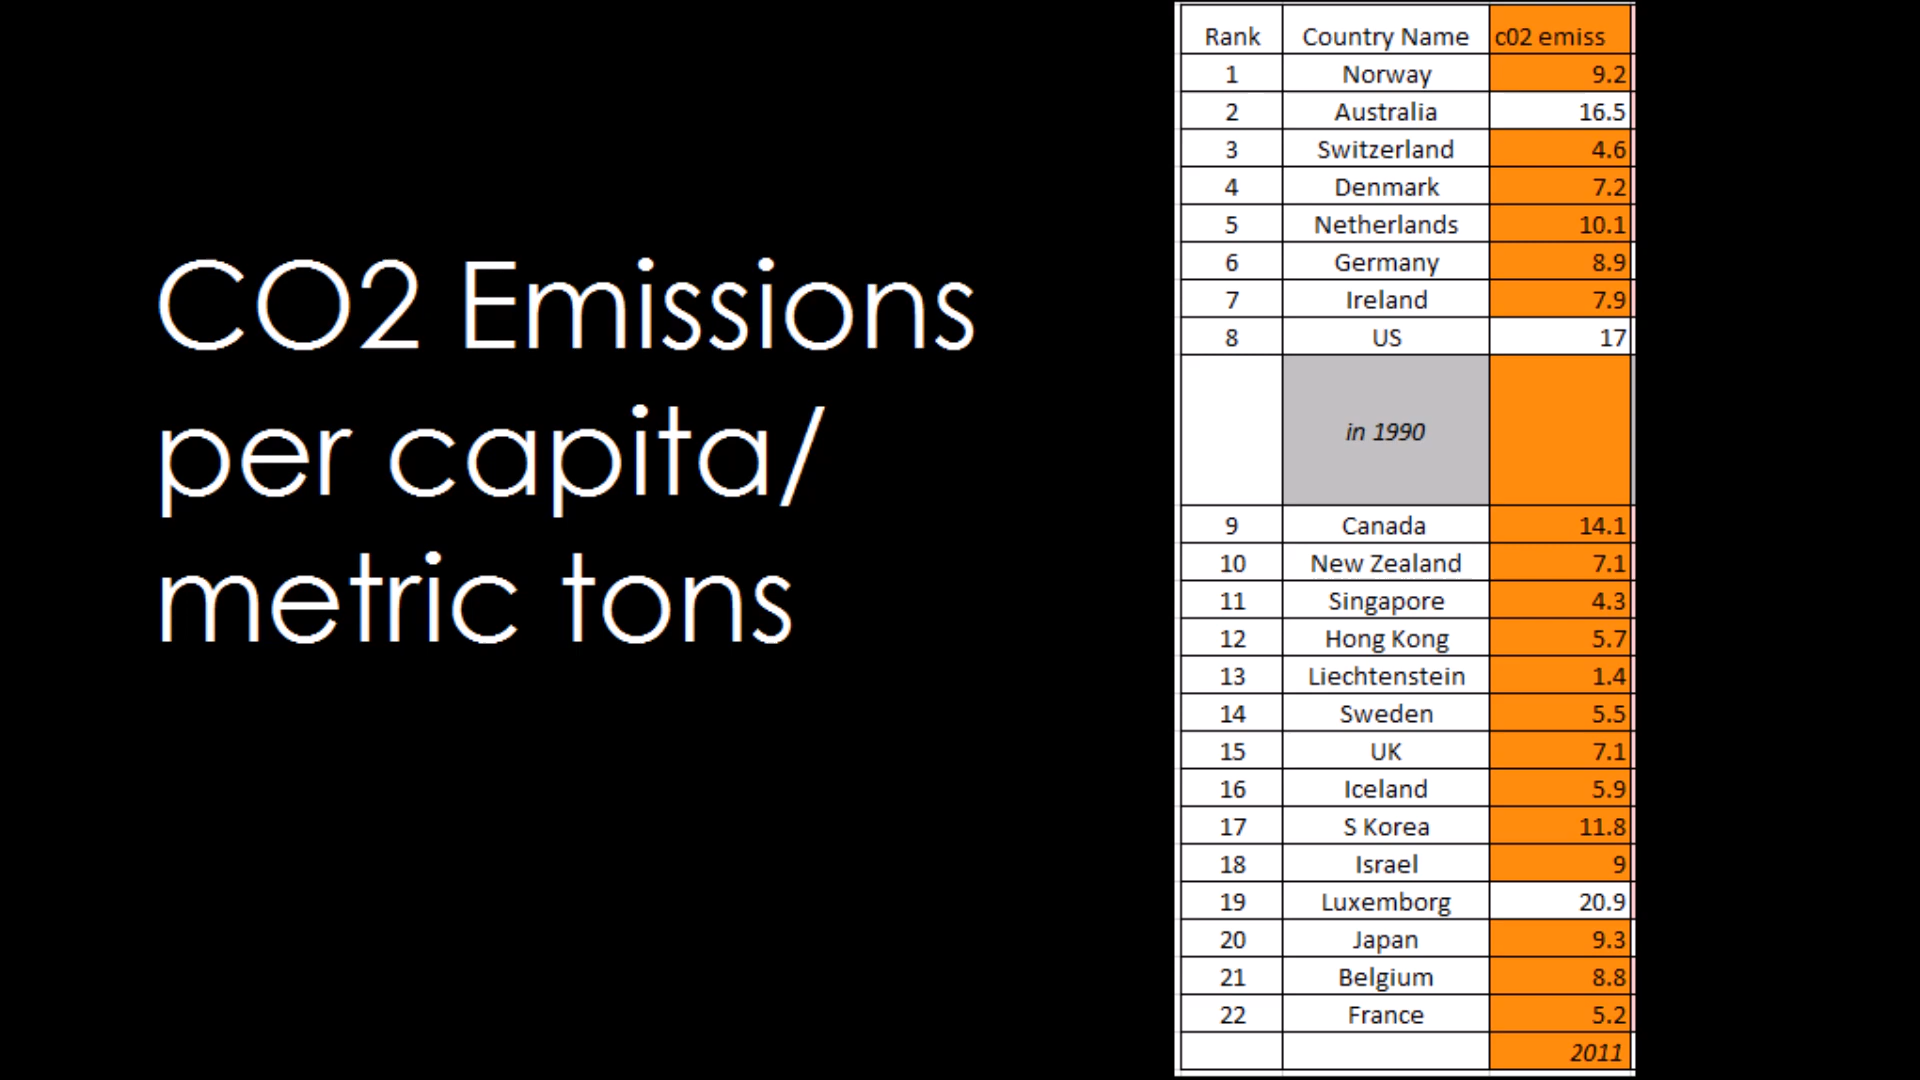 CO2 Emissions
per capita/
metric tons
Rank Country Name c02 emiss
1 Norway 9.2
2 Australia 16.5
3 Switzerland 4.6
4 Denmark 7.2
5 Netherlands 10.1
6 Germany 8.9
7 Ireland 7.9
8 US 17
in 1990
9 Canada 14.1
10 New Zealand 7.1
11 Singapore 4.3
12 Hong Kong 5.7
13 Liechtenstein 1.4
14 Sweden 5.5
15 UK 7.1
16 Iceland 5.9
17 S Korea 11.8
18 Israel 9
19 Luxemborg 20.9
20 Japan 9.3
21 Belgium 8.8
22 France 5.2
2011